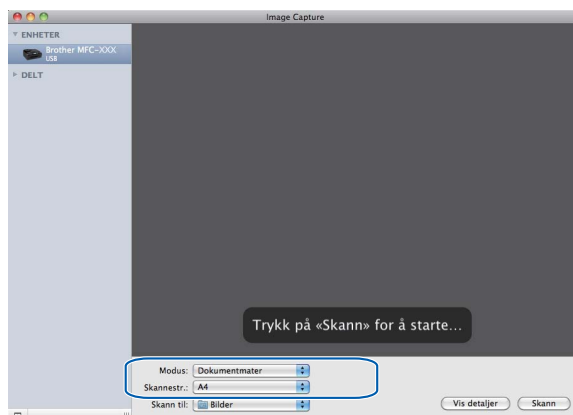 Image Capture
ENHETER
Brother MFC-XXX
USB
DELT
Trykk på «Skann» for å starte...
Modus: Dokumentmater
Skannestr.: A4
Skann til: Bilder
Vis detaljer Skann